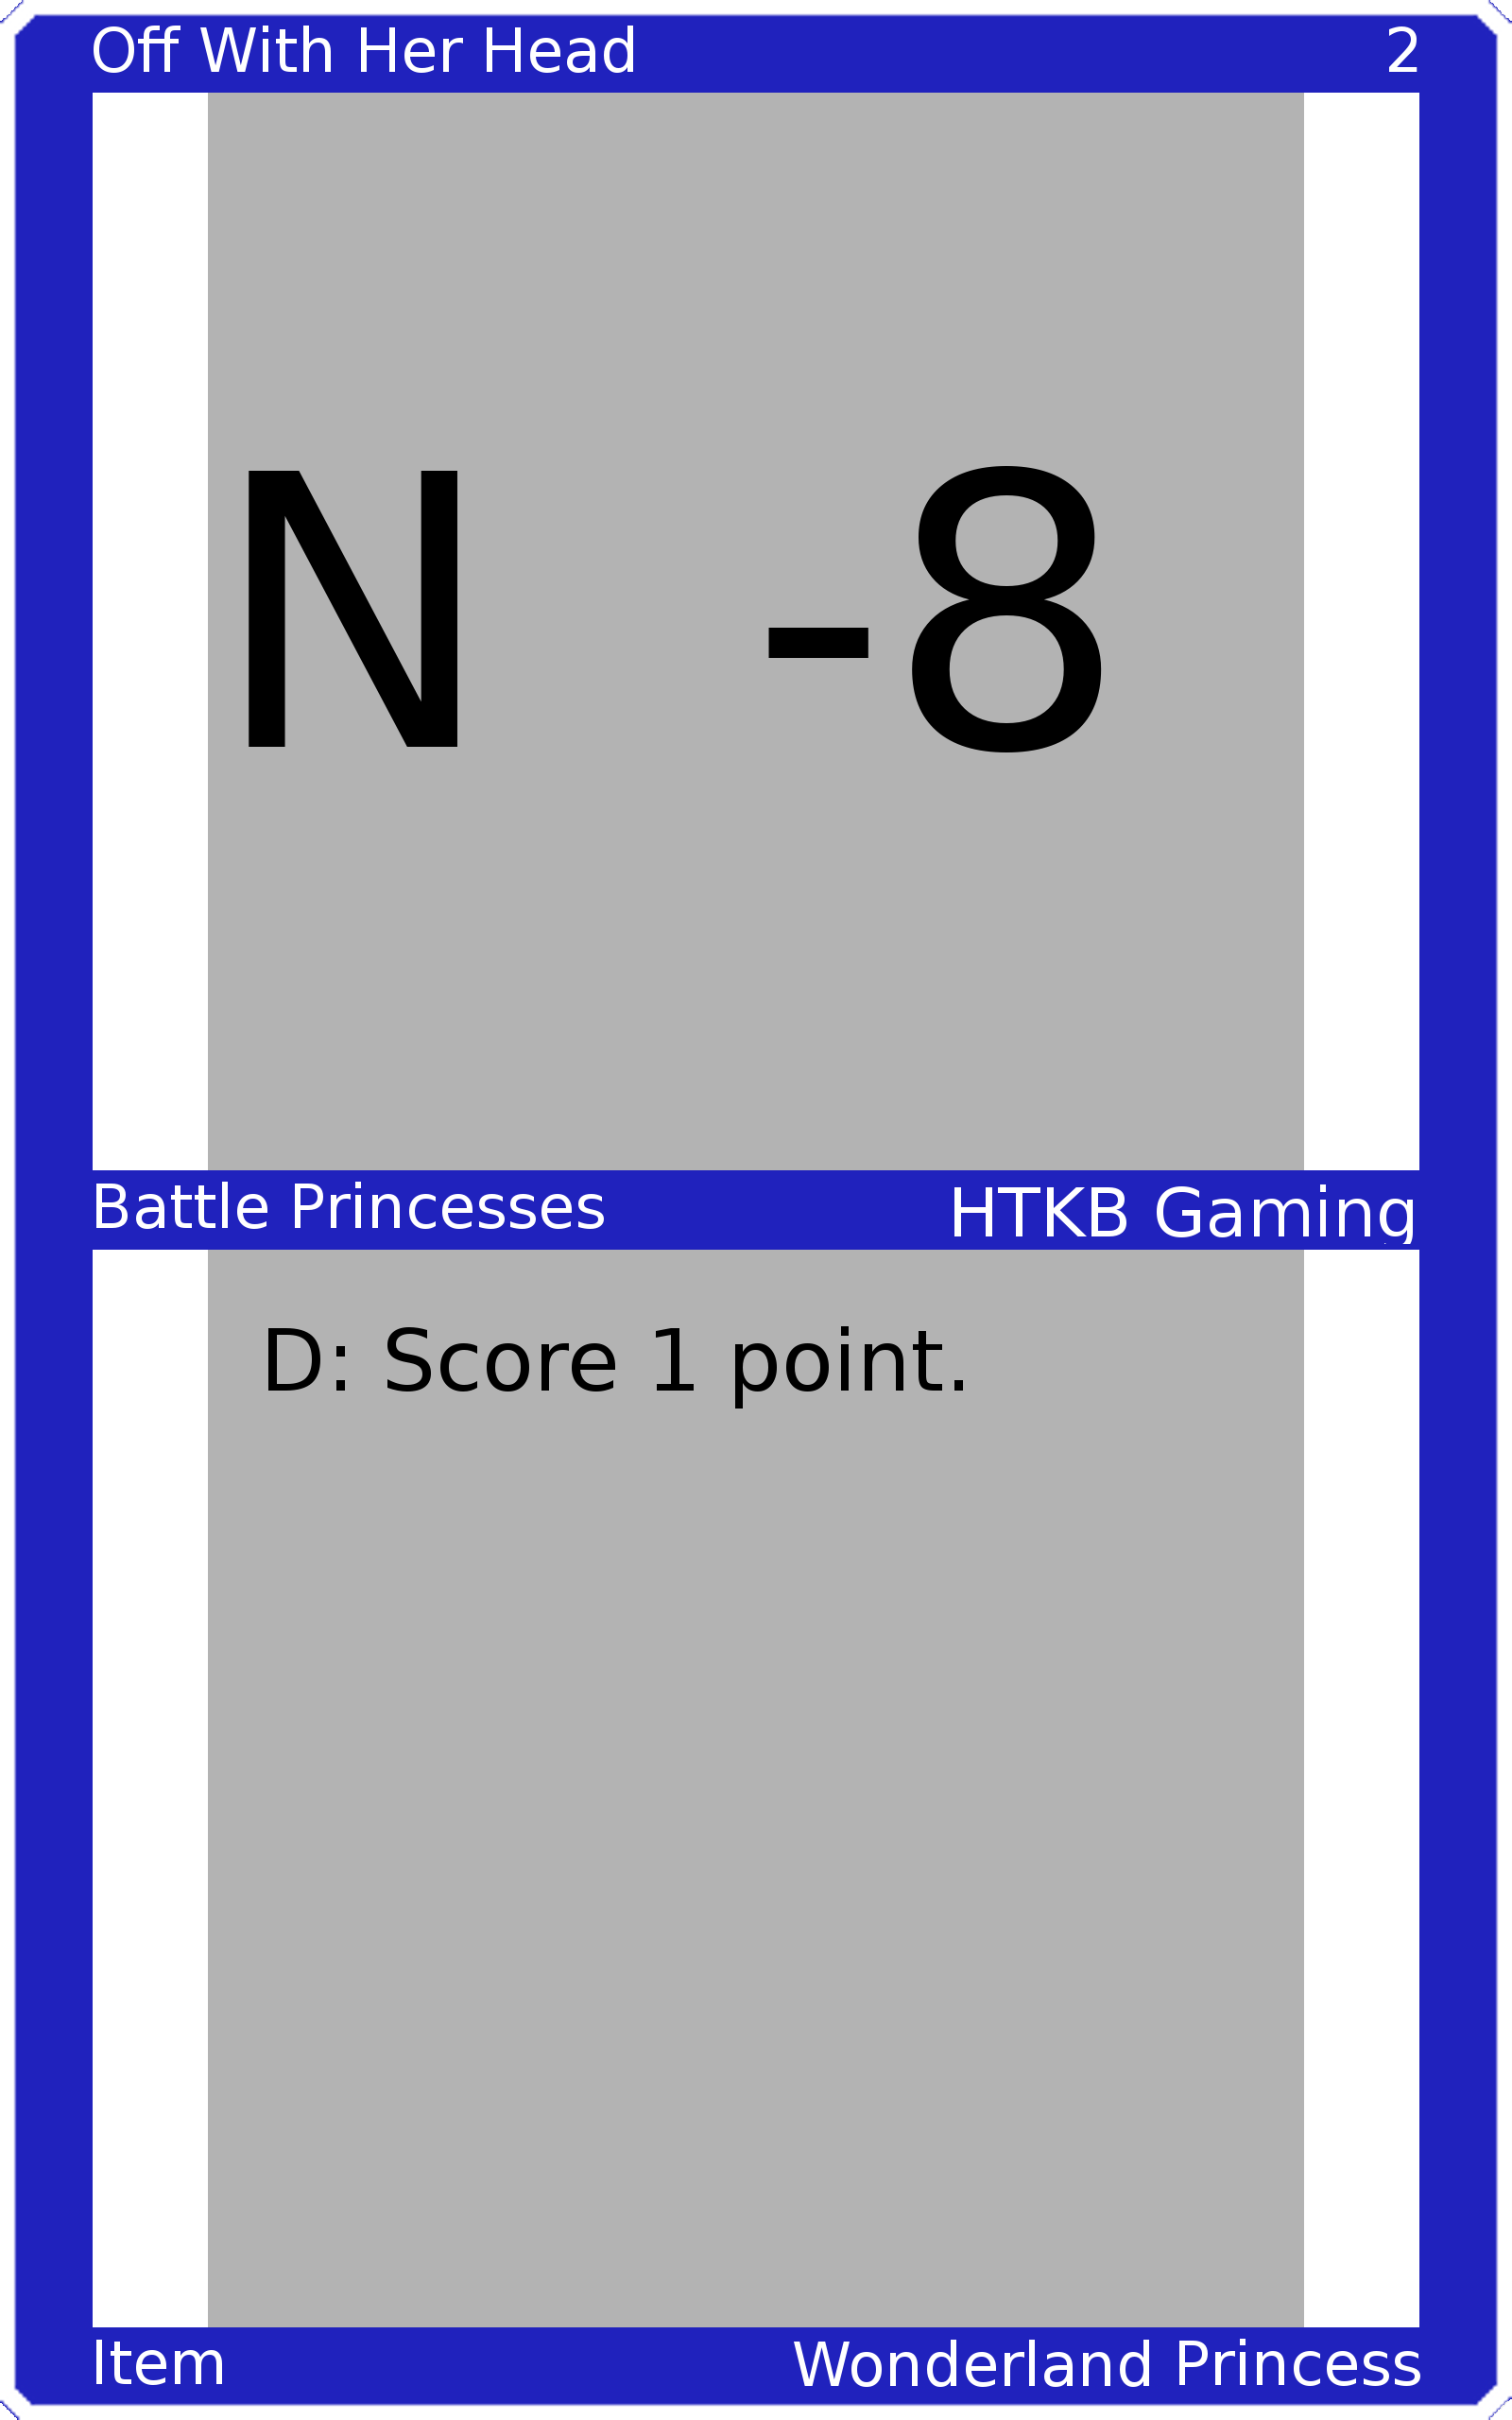 Off With Her Head 2
N -8
Battle Princesses HTKB Gaming
D: Score 1 point.
Item Wonderland Princess